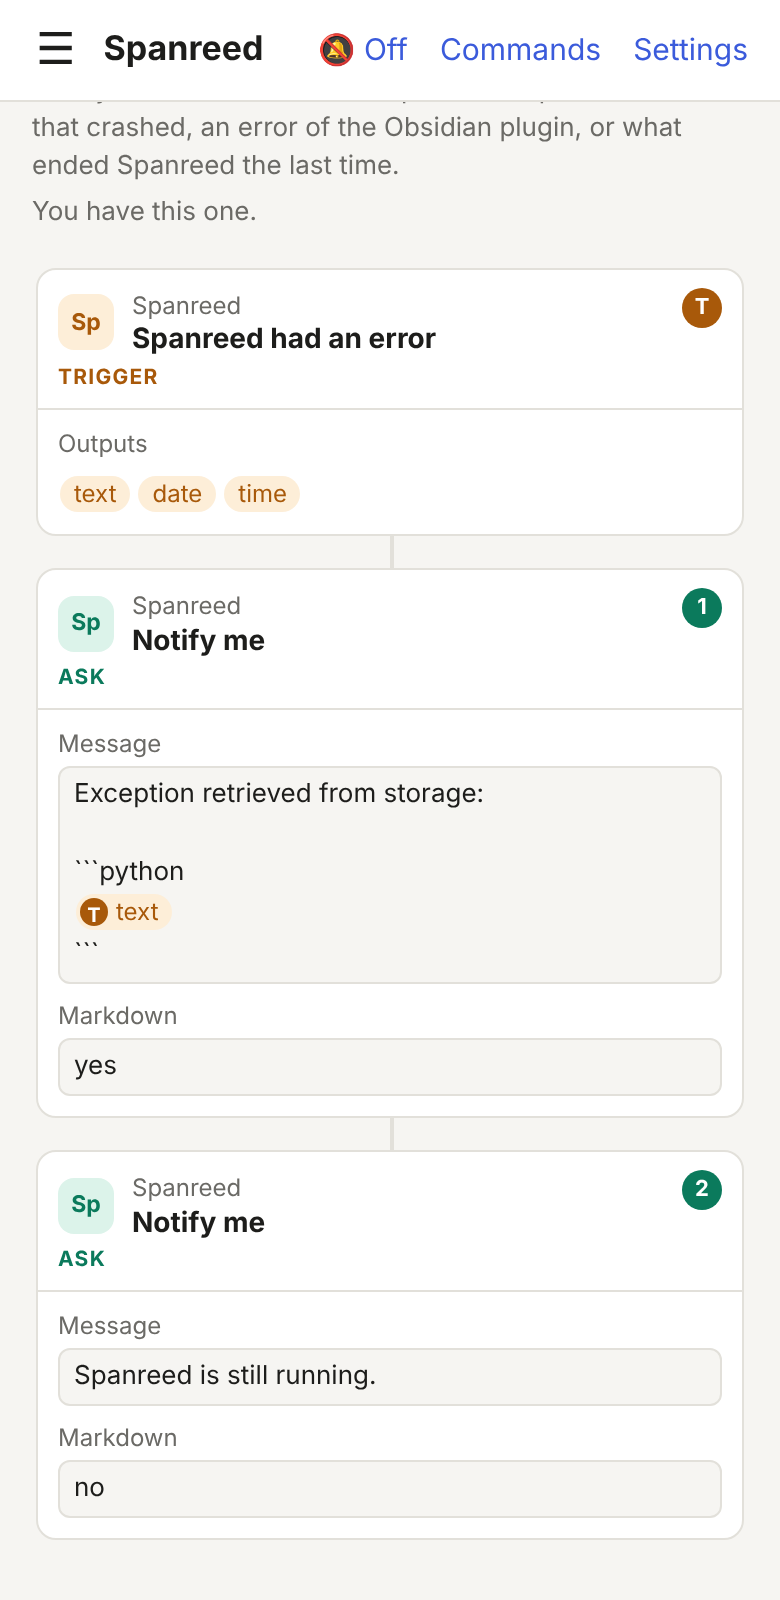 ☰ Spanreed 🔕 Off Commands Settings
that crashed, an error of the Obsidian plugin, or what
ended Spanreed the last time.
You have this one.
Sp Spanreed T
Spanreed had an error
TRIGGER
Outputs
text date time
Sp Spanreed 1
Notify me
ASK
Message
Exception retrieved from storage:
```python
T text
```
Markdown
yes
Sp Spanreed 2
Notify me
ASK
Message
Spanreed is still running.
Markdown
no